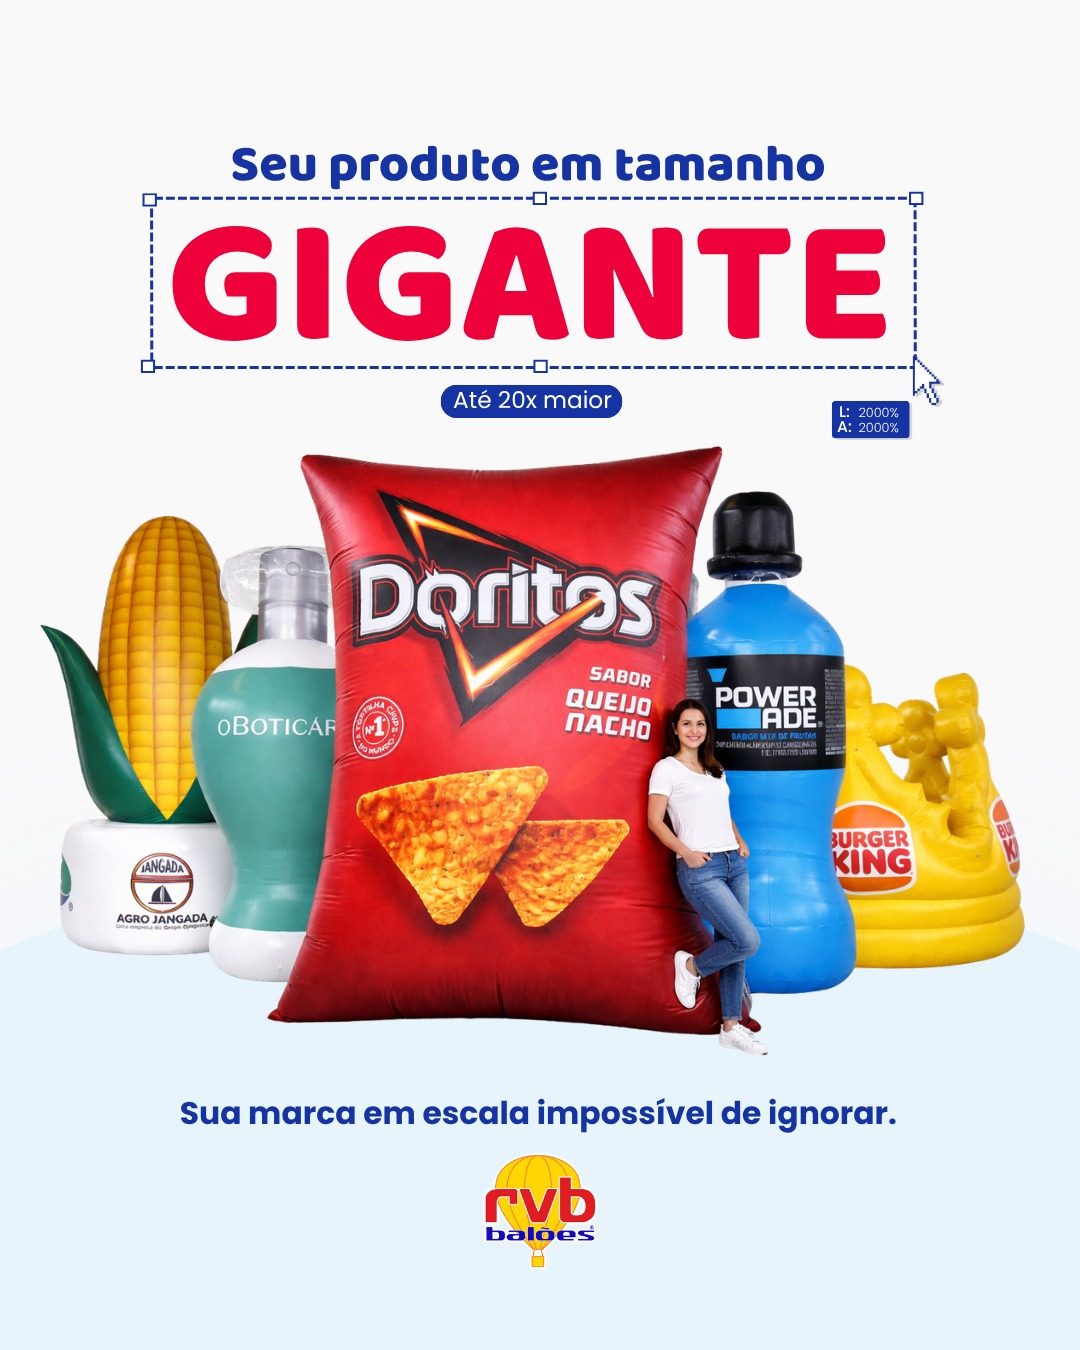 Seu produto em tamanho
GIGANTE
Até 20x maior
L: 2000%
A: 2000%
Doritos
SABOR
QUEIJO
NACHO
Nº1
POWER
ADE
oBOTICÁR
JANGADA
AGRO JANGADA
BURGER
KING
Sua marca em escala impossível de ignorar.
rvb
balões